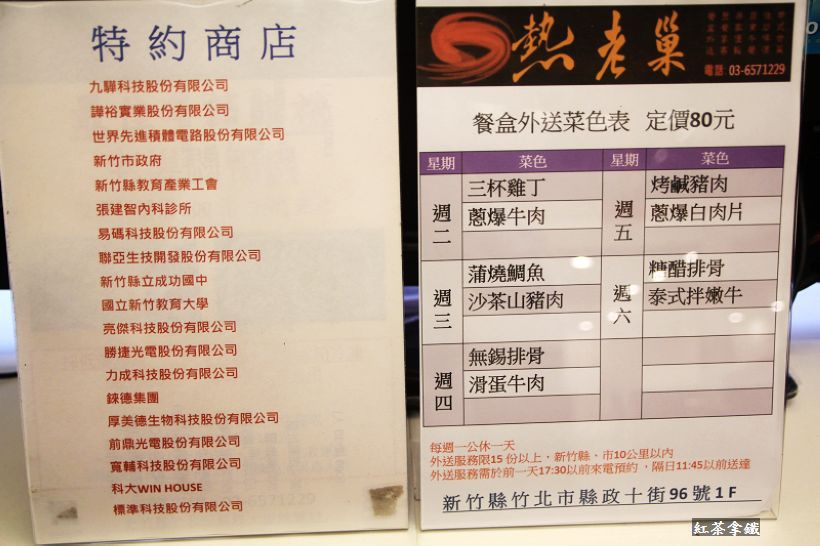 特約商店
九驊科技股份有限公司
譁裕實業股份有限公司
世界先進積體電路股份有限公司
新竹市政府
新竹縣教育產業工會
張建智內科診所
易碼科技股份有限公司
聯亞生技開發股份有限公司
新竹縣立成功國中
國立新竹教育大學
亮傑科技股份有限公司
勝捷光電股份有限公司
力成科技股份有限公司
錸德集團
厚美德生物科技股份有限公司
前鼎光電股份有限公司
寬輔科技股份有限公司
科大WIN HOUSE
標準科技股份有限公司
熱老巢
電話 03-6571229
餐盒外送菜色表 定價80元
星期 菜色 星期 菜色
週二 三杯雞丁 週五 烤鹹豬肉
蔥爆牛肉 蔥爆白肉片
週三 蒲燒鯛魚 週六 糖醋排骨
沙茶山豬肉 泰式拌嫩牛
週四 無錫排骨
滑蛋牛肉
每週一公休一天
外送服務限15 份以上，新竹縣、市10公里以內
外送服務需於前一天17:30以前來電預約，隔日11:45以前送達
新竹縣竹北市縣政十街96號1F
紅茶拿鐵